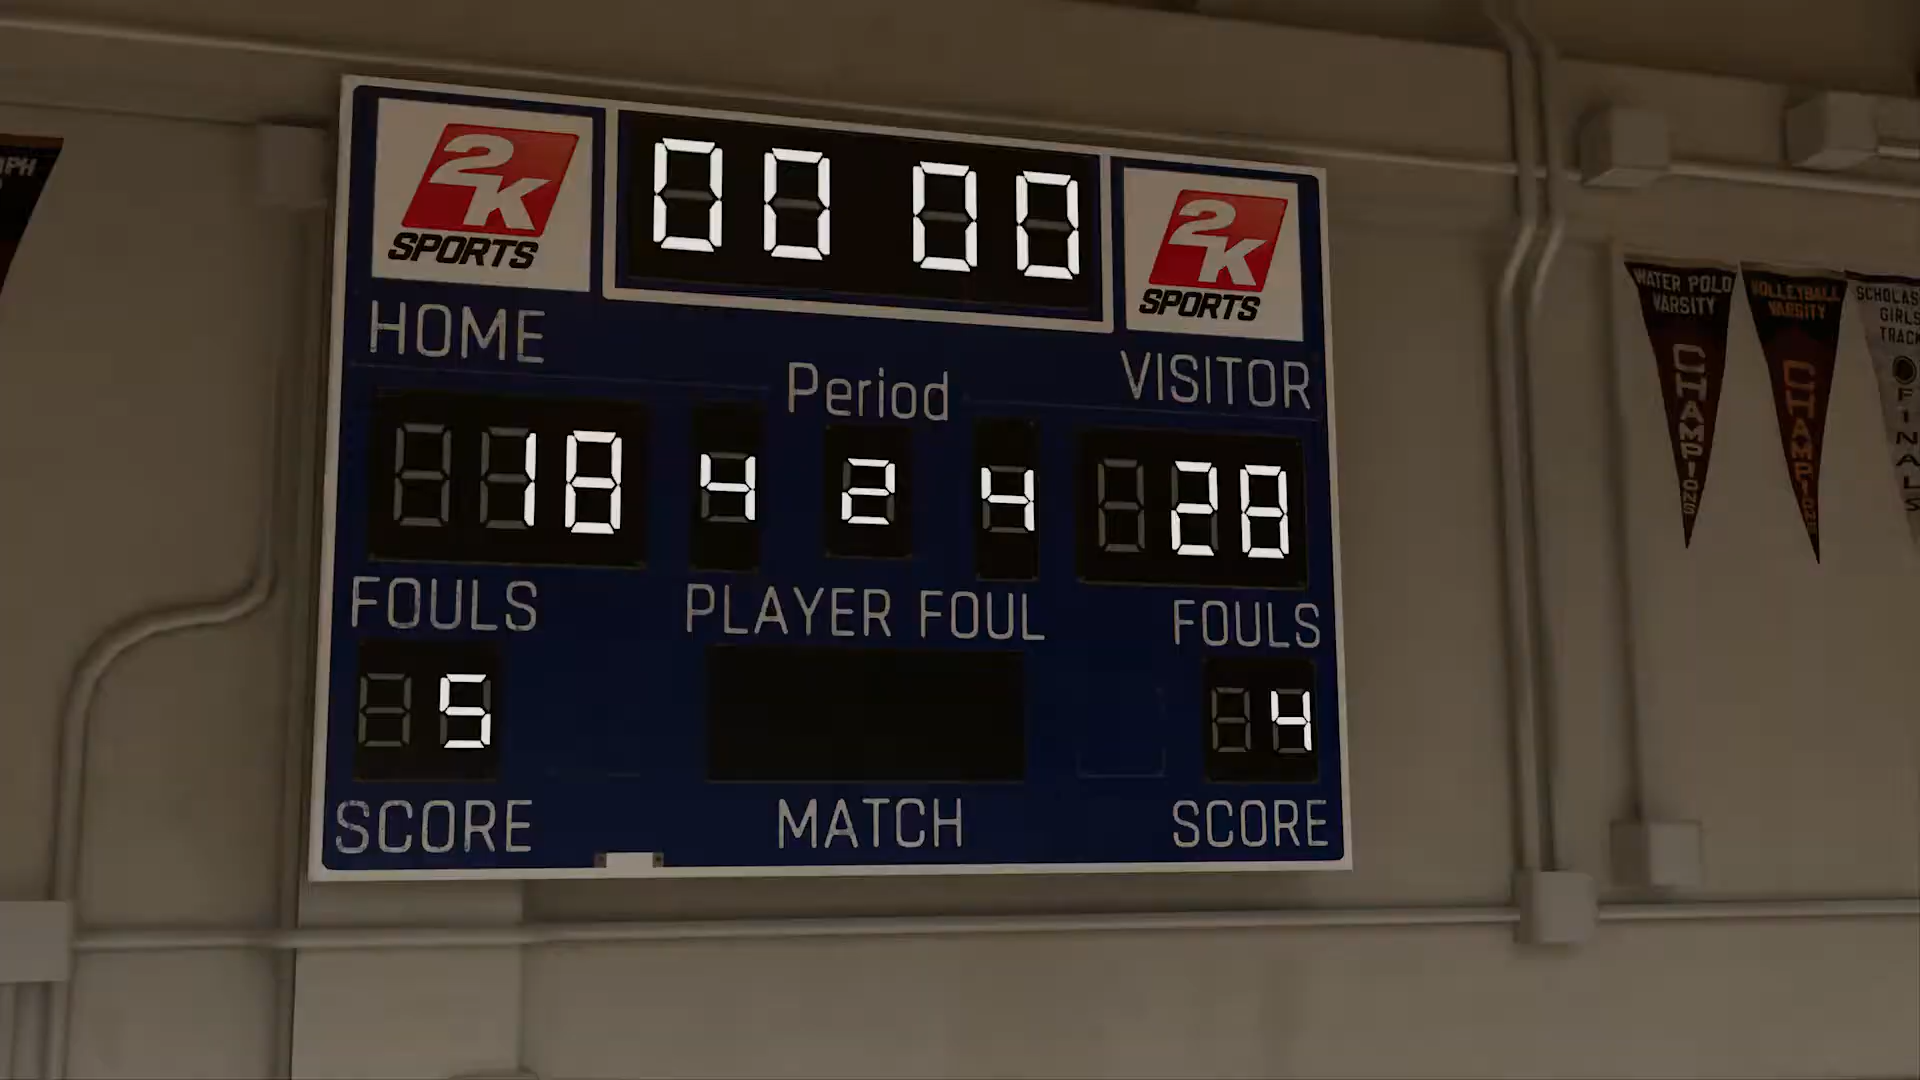 2K
SPORTS
00 00
2K
SPORTS
HOME
Period
VISITOR
18 4 2 4 28
FOULS
PLAYER FOUL
FOULS
5
4
SCORE
MATCH
SCORE
WATER POLO
VARSITY
CHAMPIONS
VOLLEYBALL
VARSITY
CHAMPIONS
GIRLS
TRACK
FINALS